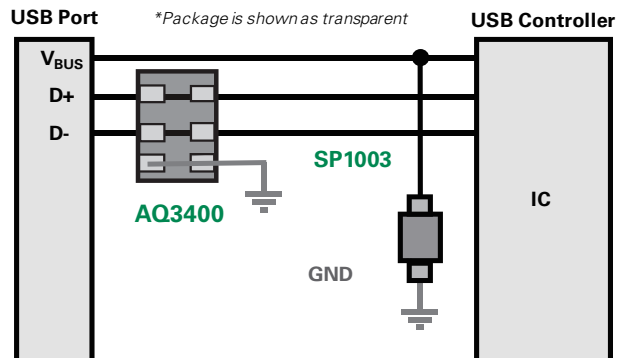 USB Port
*Package is shown as transparent
USB Controller
VBUS
D+
D-
SP1003
AQ3400
IC
GND